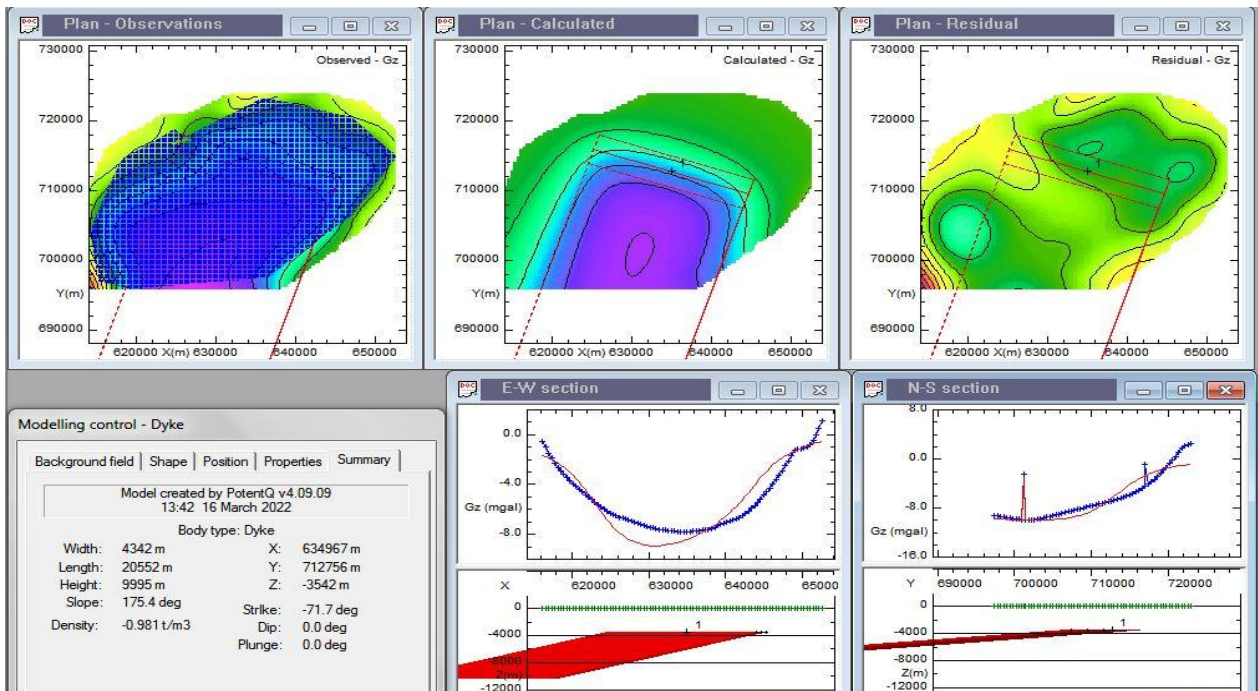 Plan - Observations
730000
Observed - Gz
720000
710000
700000
Y(m)
690000
620000 X(m) 630000 640000 650000
Plan - Calculated
730000
Calculated - Gz
720000
710000
700000
Y(m)
690000
620000 X(m) 630000 640000 650000
Plan - Residual
730000
Residual - Gz
720000
710000
700000
Y(m)
690000
620000 X(m) 630000 640000 650000
Modelling control - Dyke
Background field Shape Position Properties Summary
Model created by PotentQ v4.09.09
13:42 16 March 2022
Body type: Dyke
Width: 4342 m X: 634967 m
Length: 20552 m Y: 712756 m
Height: 9995 m Z: -3542 m
Slope: 175.4 deg Strike: -71.7 deg
Density: -0.981 t/m3 Dip: 0.0 deg
Plunge: 0.0 deg
E-W section
0.0
-4.0
Gz (mgal)
-8.0
X 620000 630000 640000 65000
0
1
-4000
-8000
Z(m)
-12000
N-S section
8.0
0.0
-8.0
Gz (mgal)
-16.0
Y 690000 700000 710000 720000
0
1
-4000
-8000
Z(m)
-12000